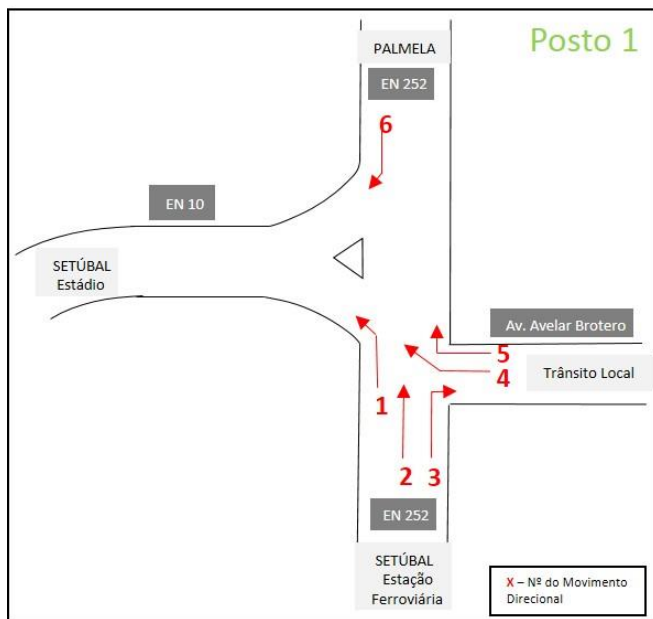 Posto 1
PALMELA
EN 252
6
EN 10
SETÚBAL
Estádio
Av. Avelar Brotero
5
4
Trânsito Local
1
2
3
EN 252
SETÚBAL
Estação
Ferroviária
X – Nº do Movimento
Direcional